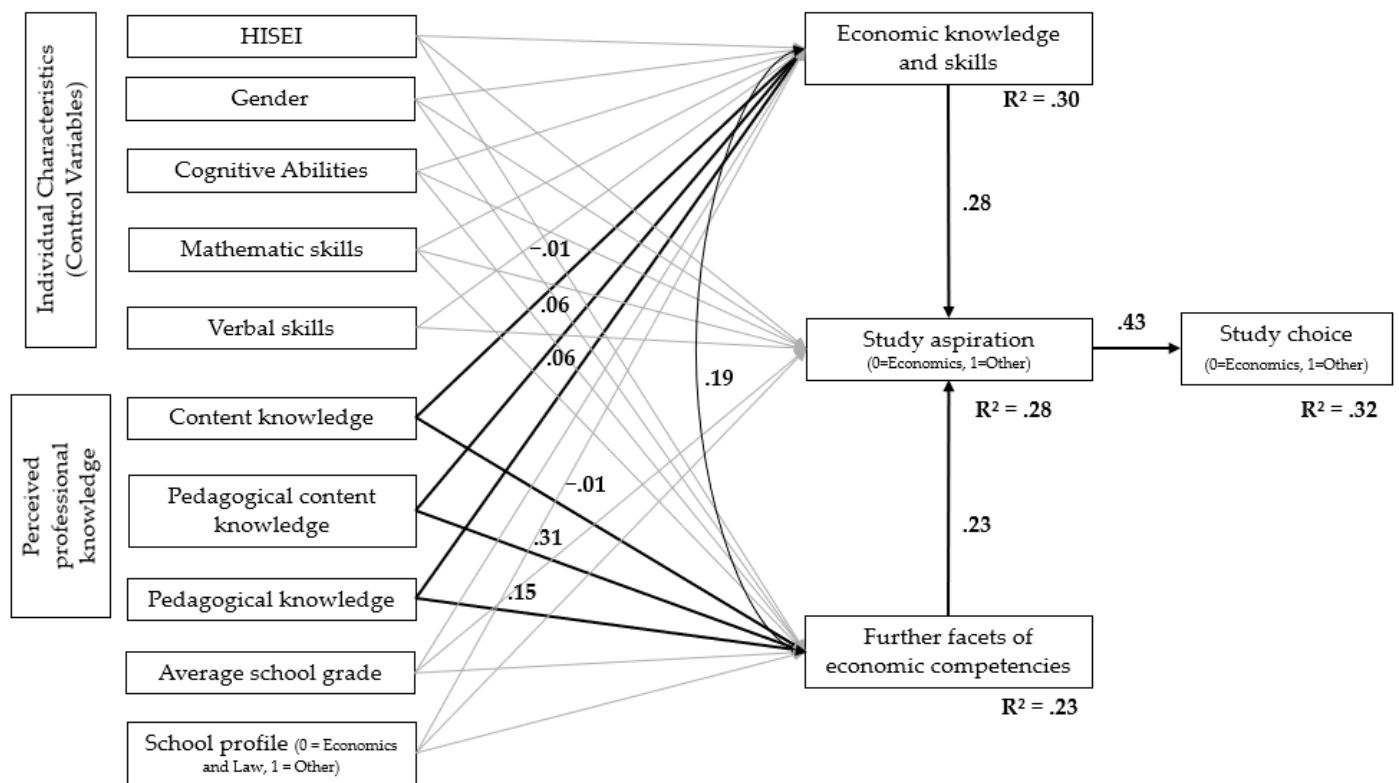 Individual Characteristics
(Control Variables)
HISEI
Gender
Cognitive Abilities
Mathematic skills
Verbal skills
Perceived
professional
knowledge
Content knowledge
Pedagogical content
knowledge
Pedagogical knowledge
Average school grade
School profile (0 = Economics
and Law, 1 = Other)
−.01
.06
.06
.19
−.01
.31
.15
Economic knowledge
and skills
R² = .30
.28
Study aspiration
(0=Economics, 1=Other)
R² = .28
.43
Study choice
(0=Economics, 1=Other)
R² = .32
.23
Further facets of
economic competencies
R² = .23